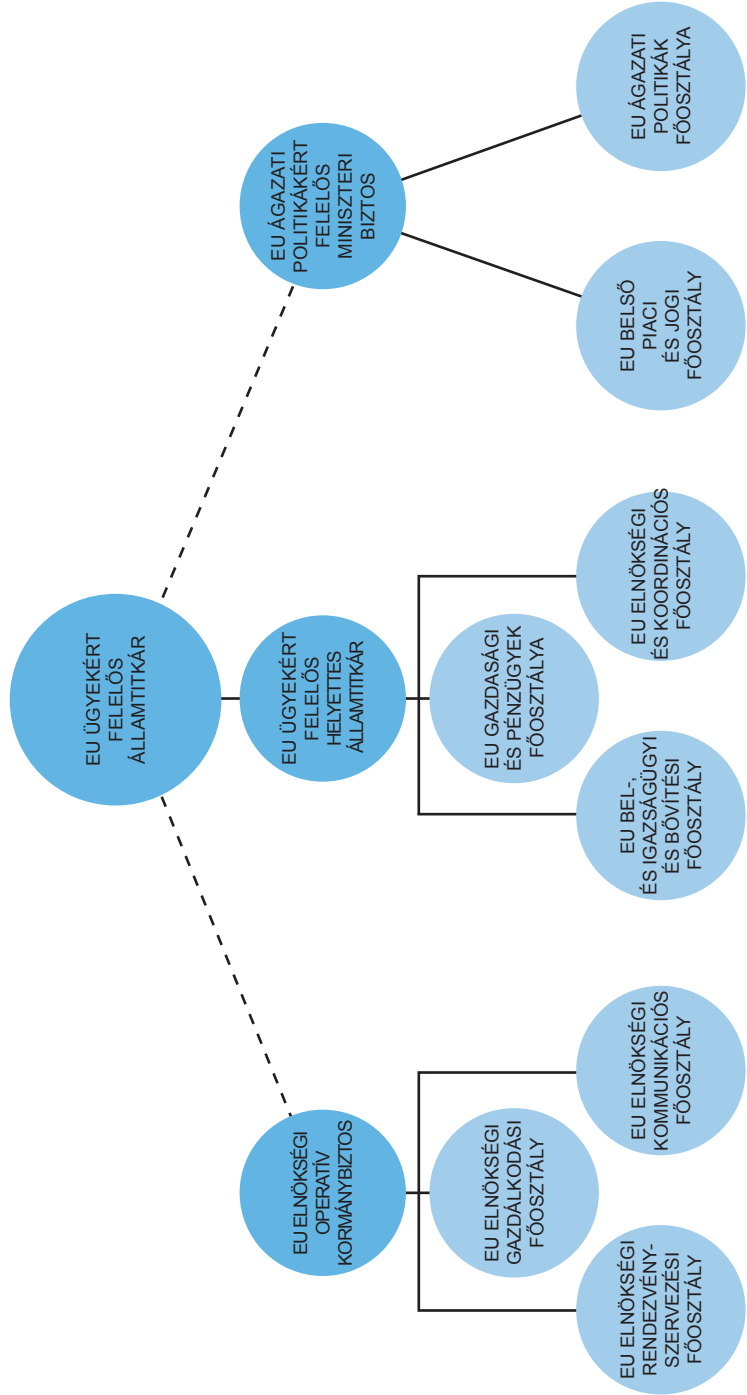 EU ÜGYEKÉRT
FELELŐS
ÁLLAMTITKÁR
EU ELNÖKSÉGI
OPERATÍV
KORMÁNYBIZTOS
EU ÜGYEKÉRT
FELELŐS
HELYETTES
ÁLLAMTITKÁR
EU ÁGAZATI
POLITIKÁKÉRT
FELELŐS
MINISZTERI
BIZTOS
EU ELNÖKSÉGI
GAZDÁLKODÁSI
FŐOSZTÁLY
EU GAZDASÁGI
ÉS PÉNZÜGYEK
FŐOSZTÁLYA
EU ELNÖKSÉGI
RENDEZVÉNY-
SZERVEZÉSI
FŐOSZTÁLY
EU ELNÖKSÉGI
KOMMUNIKÁCIÓS
FŐOSZTÁLY
EU BEL-,
ÉS IGAZSÁGÜGYI
ÉS BŐVÍTÉSI
FŐOSZTÁLY
EU ELNÖKSÉGI
ÉS KOORDINÁCIÓS
FŐOSZTÁLY
EU BELSŐ
PIACI
ÉS JOGI
FŐOSZTÁLY
EU ÁGAZATI
POLITIKÁK
FŐOSZTÁLYA